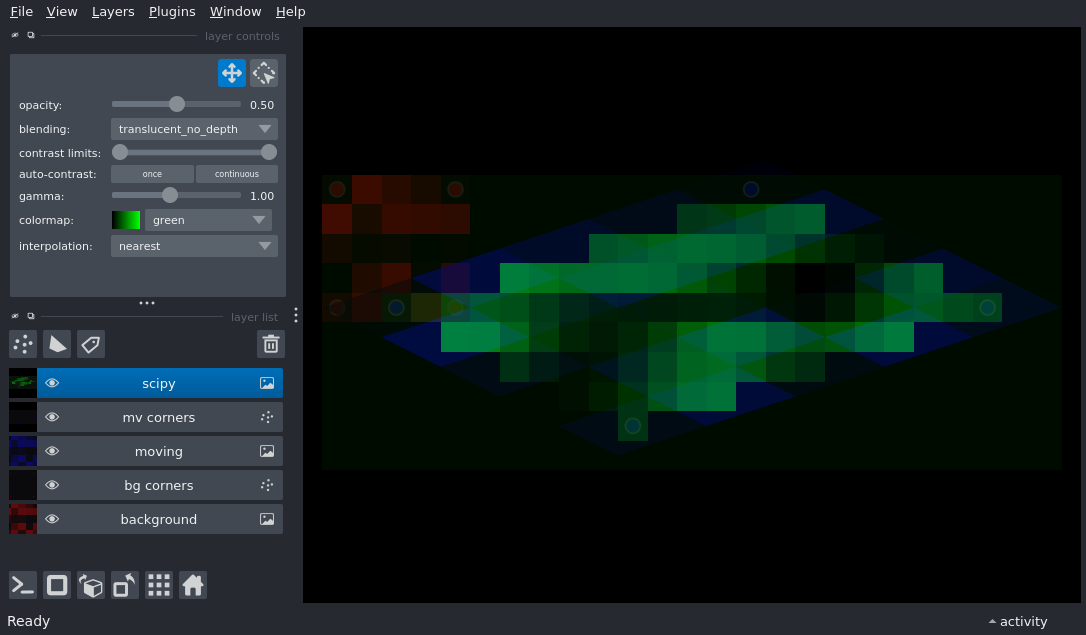 File View Layers Plugins Window Help
layer controls
opacity: 0.50
blending: translucent_no_depth
contrast limits:
auto-contrast: once continuous
gamma: 1.00
colormap: green
interpolation: nearest
layer list
scipy
mv corners
moving
bg corners
background
Ready
activity